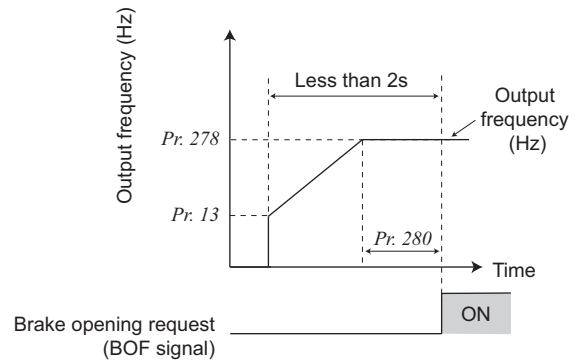 Output frequency (Hz)
Less than 2s
Output
frequency
(Hz)
Pr. 278
Pr. 13
Pr. 280
Time
Brake opening request
(BOF signal)
ON